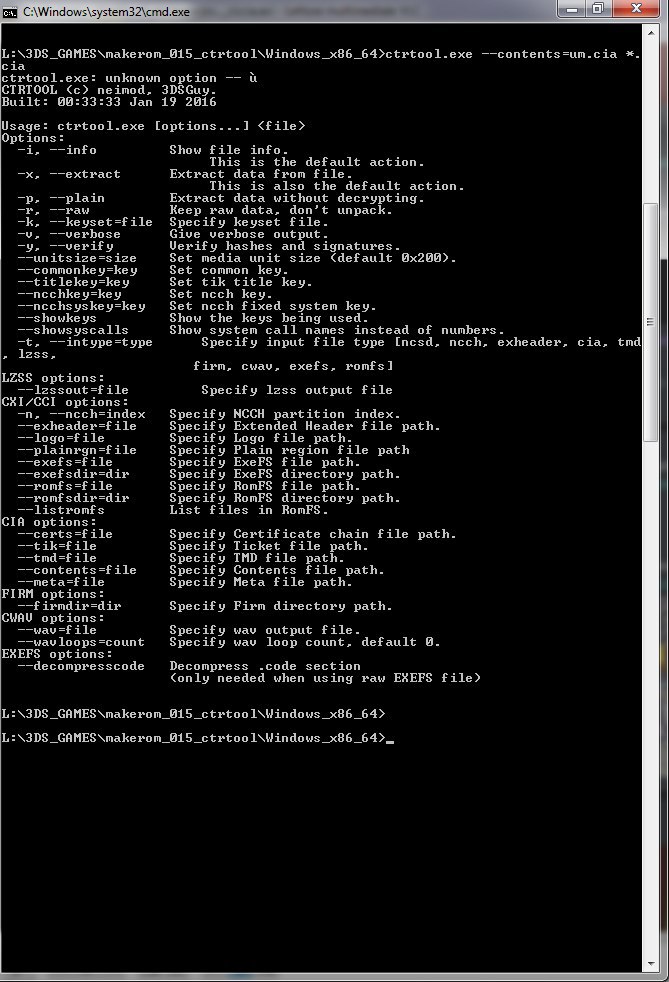 C:\Windows\system32\cmd.exe
L:\3DS_GAMES\makerom_015_ctrtool\Windows_x86_64>ctrtool.exe --contents=um.cia *.
cia
ctrtool.exe: unknown option -- ù
CTRTOOL (c) neimod, 3DSGuy.
Built: 00:33:33 Jan 19 2016
Usage: ctrtool.exe [options...] <file>
Options:
-i, --info Show file info.
This is the default action.
-x, --extract Extract data from file.
This is also the default action.
-p, --plain Extract data without decrypting.
-r, --raw Keep raw data, don't unpack.
-k, --keyset=file Specify keyset file.
-v, --verbose Give verbose output.
-y, --verify Verify hashes and signatures.
--unitsize=size Set media unit size (default 0x200).
--commonkey=key Set common key.
--titlekey=key Set tik title key.
--ncchkey=key Set ncch key.
--ncchsyskey=key Set ncch fixed system key.
--showkeys Show the keys being used.
--showsyscalls Show system call names instead of numbers.
-t, --intype=type Specify input file type [ncsd, ncch, exheader, cia, tmd
, lzss,
firm, cwav, exefs, romfs]
LZSS options:
--lzssout=file Specify lzss output file
CXI/CCI options:
-n, --ncch=index Specify NCCH partition index.
--exheader=file Specify Extended Header file path.
--logo=file Specify Logo file path.
--plainrgn=file Specify Plain region file path
--exefs=file Specify ExeFS file path.
--exefsdir=dir Specify ExeFS directory path.
--romfs=file Specify RomFS file path.
--romfsdir=dir Specify RomFS directory path.
--listromfs List files in RomFS.
CIA options:
--certs=file Specify Certificate chain file path.
--tik=file Specify Ticket file path.
--tmd=file Specify TMD file path.
--contents=file Specify Contents file path.
--meta=file Specify Meta file path.
FIRM options:
--firmdir=dir Specify Firm directory path.
CWAV options:
--wav=file Specify wav output file.
--wavloops=count Specify wav loop count, default 0.
EXEFS options:
--decompresscode Decompress .code section
(only needed when using raw EXEFS file)
L:\3DS_GAMES\makerom_015_ctrtool\Windows_x86_64>
L:\3DS_GAMES\makerom_015_ctrtool\Windows_x86_64>_